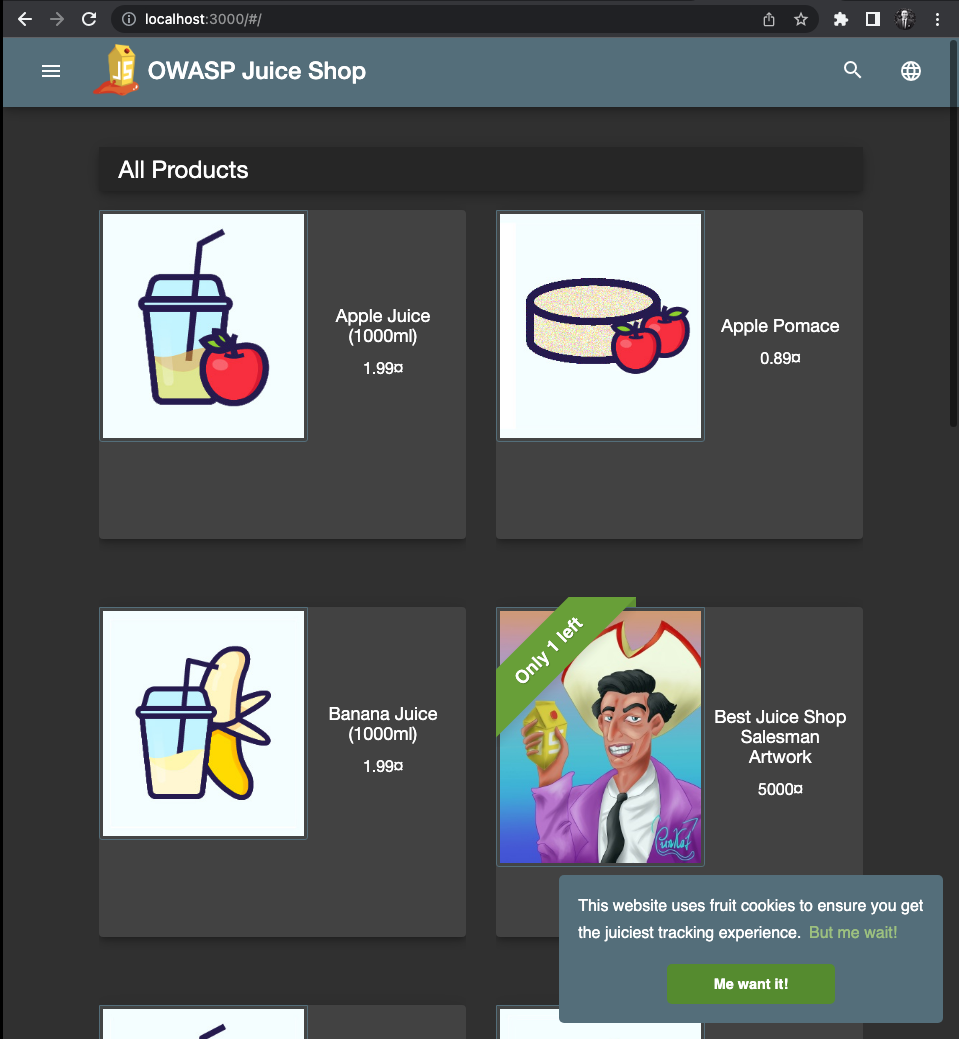 localhost:3000/#/
JS
OWASP Juice Shop
All Products
Apple Juice
(1000ml)
1.99¤
Apple Pomace
0.89¤
Banana Juice
(1000ml)
1.99¤
Only 1 left
Best Juice Shop
Salesman
Artwork
5000¤
This website uses fruit cookies to ensure you get
the juiciest tracking experience. But me wait!
Me want it!